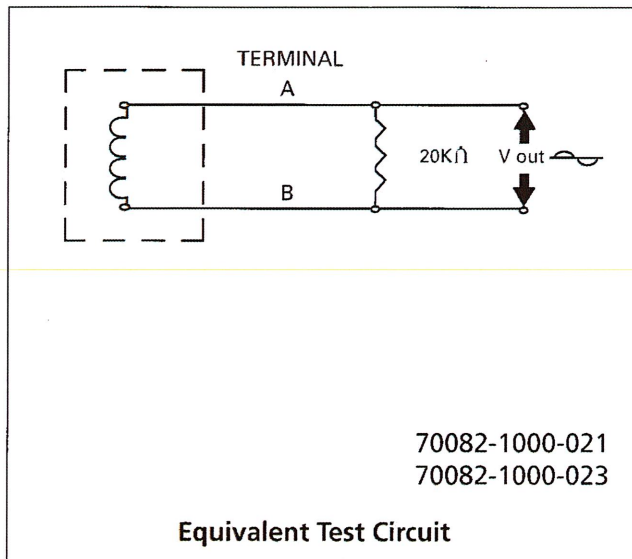 TERMINAL
A
20KΩ V out
B
70082-1000-021
70082-1000-023
Equivalent Test Circuit